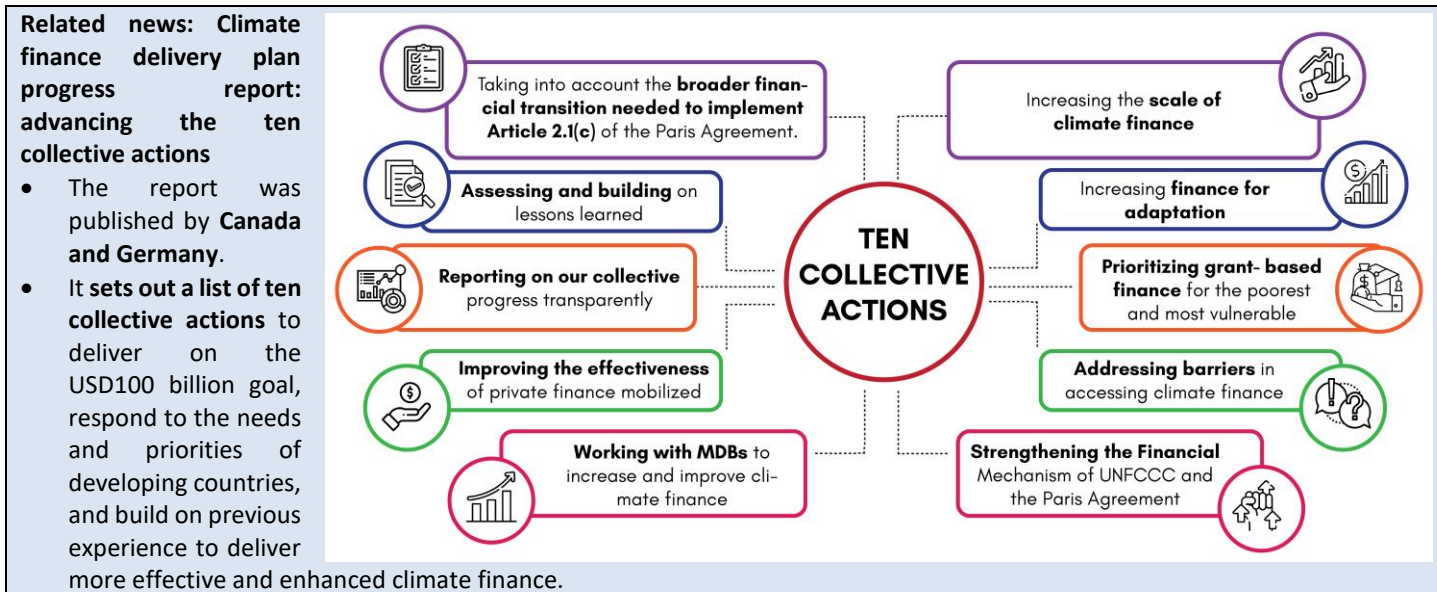 Related news: Climate
finance delivery plan
progress report:
advancing the ten
collective actions
• The report was
published by Canada
and Germany.
• It sets out a list of ten
collective actions to
deliver on the
USD100 billion goal,
respond to the needs
and priorities of
developing countries,
and build on previous
experience to deliver
more effective and enhanced climate finance.
Taking into account the broader finan-
cial transition needed to implement
Article 2.1(c) of the Paris Agreement.
Assessing and building on
lessons learned
Reporting on our collective
progress transparently
Improving the effectiveness
of private finance mobilized
Working with MDBs to
increase and improve cli-
mate finance
TEN
COLLECTIVE
ACTIONS
Increasing the scale of
climate finance
Increasing finance for
adaptation
Prioritizing grant- based
finance for the poorest
and most vulnerable
Addressing barriers in
accessing climate finance
Strengthening the Financial
Mechanism of UNFCCC and
the Paris Agreement